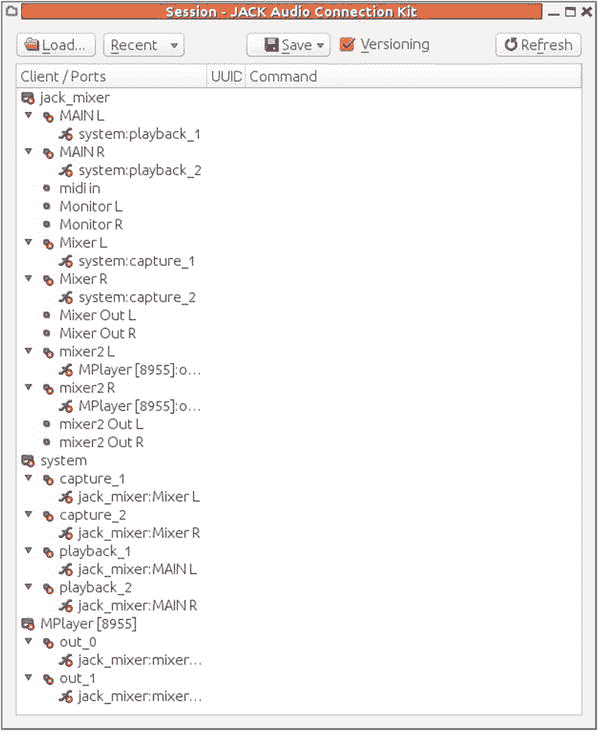 Session - JACK Audio Connection Kit
Load... Recent Save Versioning Refresh
Client / Ports UUID Command
jack_mixer
MAIN L
system:playback_1
MAIN R
system:playback_2
midi in
Monitor L
Monitor R
Mixer L
system:capture_1
Mixer R
system:capture_2
Mixer Out L
Mixer Out R
mixer2 L
MPlayer [8955]:o...
mixer2 R
MPlayer [8955]:o...
mixer2 Out L
mixer2 Out R
system
capture_1
jack_mixer:Mixer L
capture_2
jack_mixer:Mixer R
playback_1
jack_mixer:MAIN L
playback_2
jack_mixer:MAIN R
MPlayer [8955]
out_0
jack_mixer:mixer...
out_1
jack_mixer:mixer...